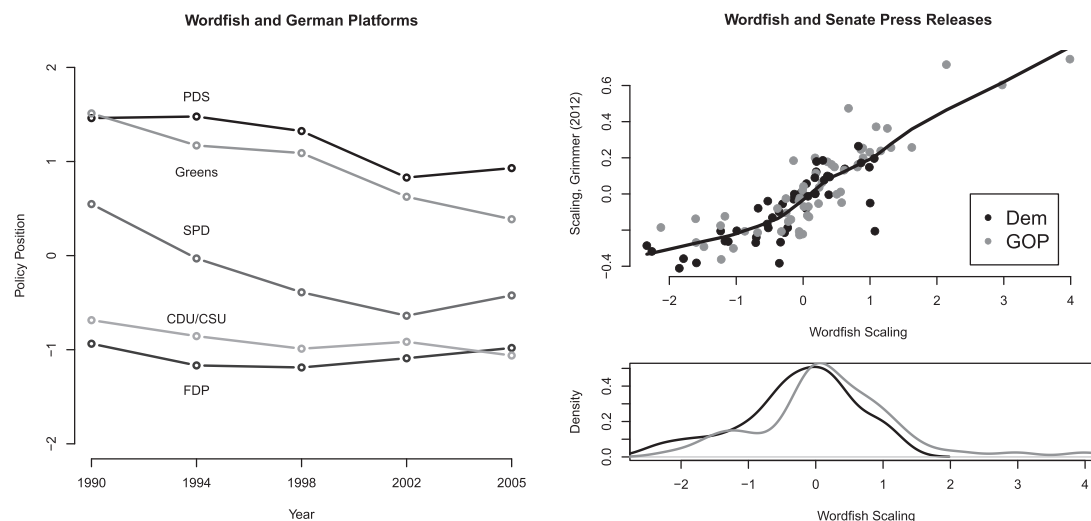 Wordfish and German Platforms
Policy Position
2
1
0
−1
−2
PDS
Greens
SPD
CDU/CSU
FDP
1990
1994
1998
2002
2005
Year
Wordfish and Senate Press Releases
Scaling, Grimmer (2012)
0.6
0.4
0.2
0.0
−0.4
Dem
GOP
−2
−1
0
1
2
3
4
Wordfish Scaling
Density
0.4
0.2
0.0
−2
−1
0
1
2
3
4
Wordfish Scaling